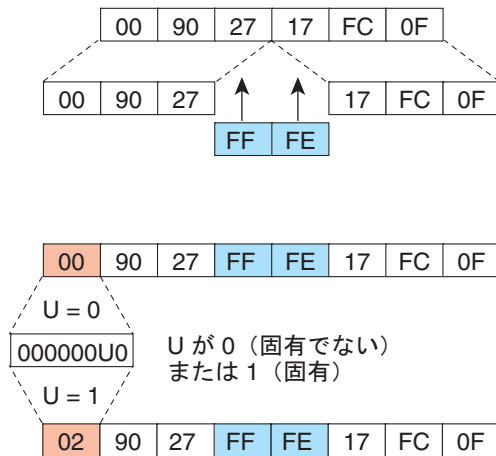 00 90 27 17 FC 0F
00 90 27 17 FC 0F
FF FE
00 90 27 FF FE 17 FC 0F
U = 0
000000U0
U が 0（固有でない）
または 1（固有）
U = 1
02 90 27 FF FE 17 FC 0F